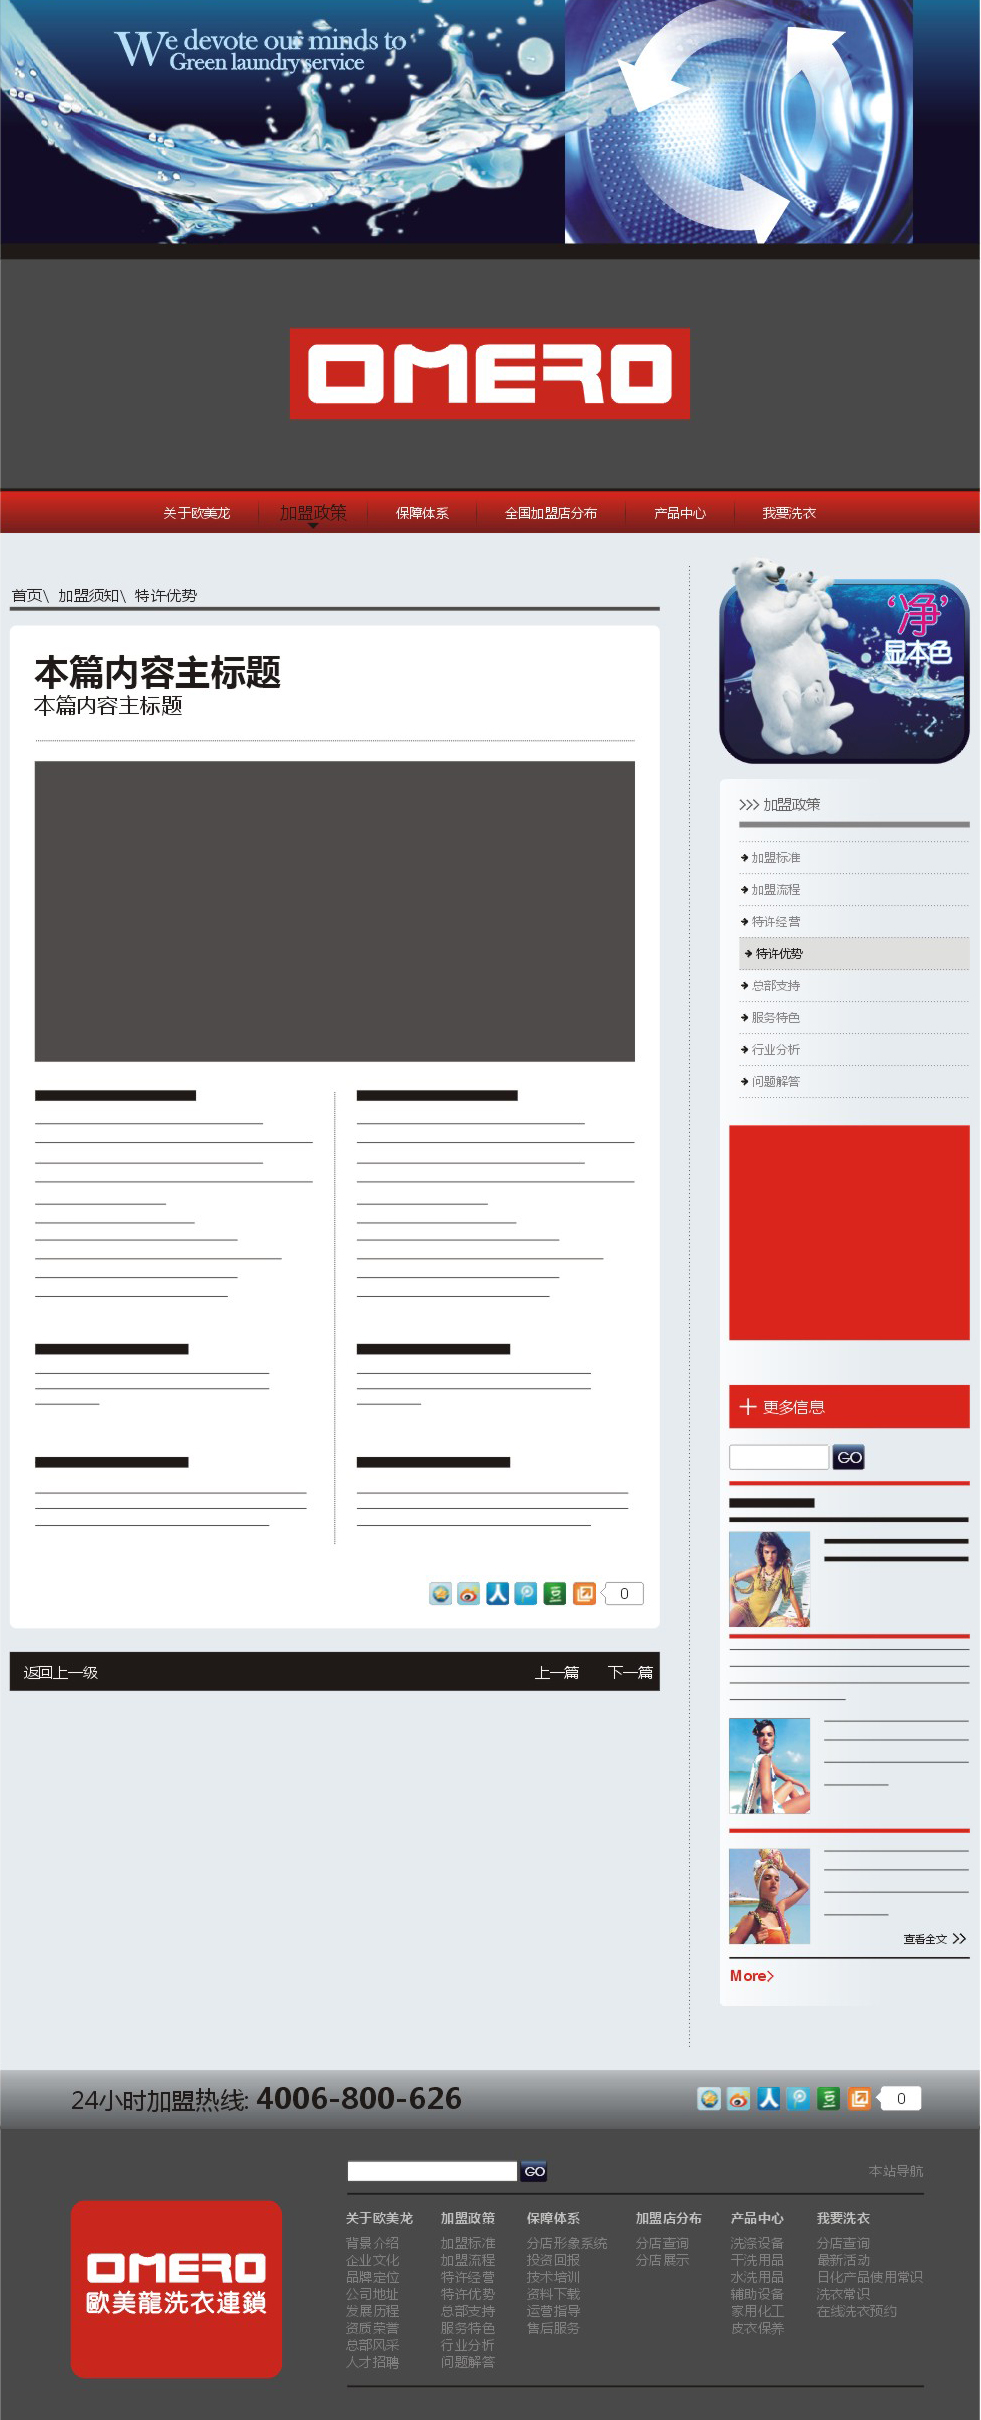 We devote our minds to
Green laundry service
OMERO
关于欧美龙 加盟政策 保障体系 全国加盟店分布 产品中心 我要洗衣
首页\ 加盟须知\ 特许优势
本篇内容主标题
本篇内容主标题
返回上一级 上一篇 下一篇
0
‘净’
显本色
>>> 加盟政策
加盟标准
加盟流程
特许经营
特许优势
总部支持
服务特色
行业分析
问题解答
+ 更多信息
GO
查看全文 >>
More>
24小时加盟热线: 4006-800-626
0
GO
本站导航
OMERO
歐美龍洗衣連鎖
关于欧美龙
背景介绍
企业文化
品牌定位
公司地址
发展历程
资质荣誉
总部风采
人才招聘
加盟政策
加盟标准
加盟流程
特许经营
特许优势
总部支持
服务特色
行业分析
问题解答
保障体系
分店形象系统
投资回报
技术培训
资料下载
运营指导
售后服务
加盟店分布
分店查询
分店展示
产品中心
洗涤设备
干洗用品
水洗用品
辅助设备
家用化工
皮衣保养
我要洗衣
分店查询
最新活动
日化产品使用常识
洗衣常识
在线洗衣预约